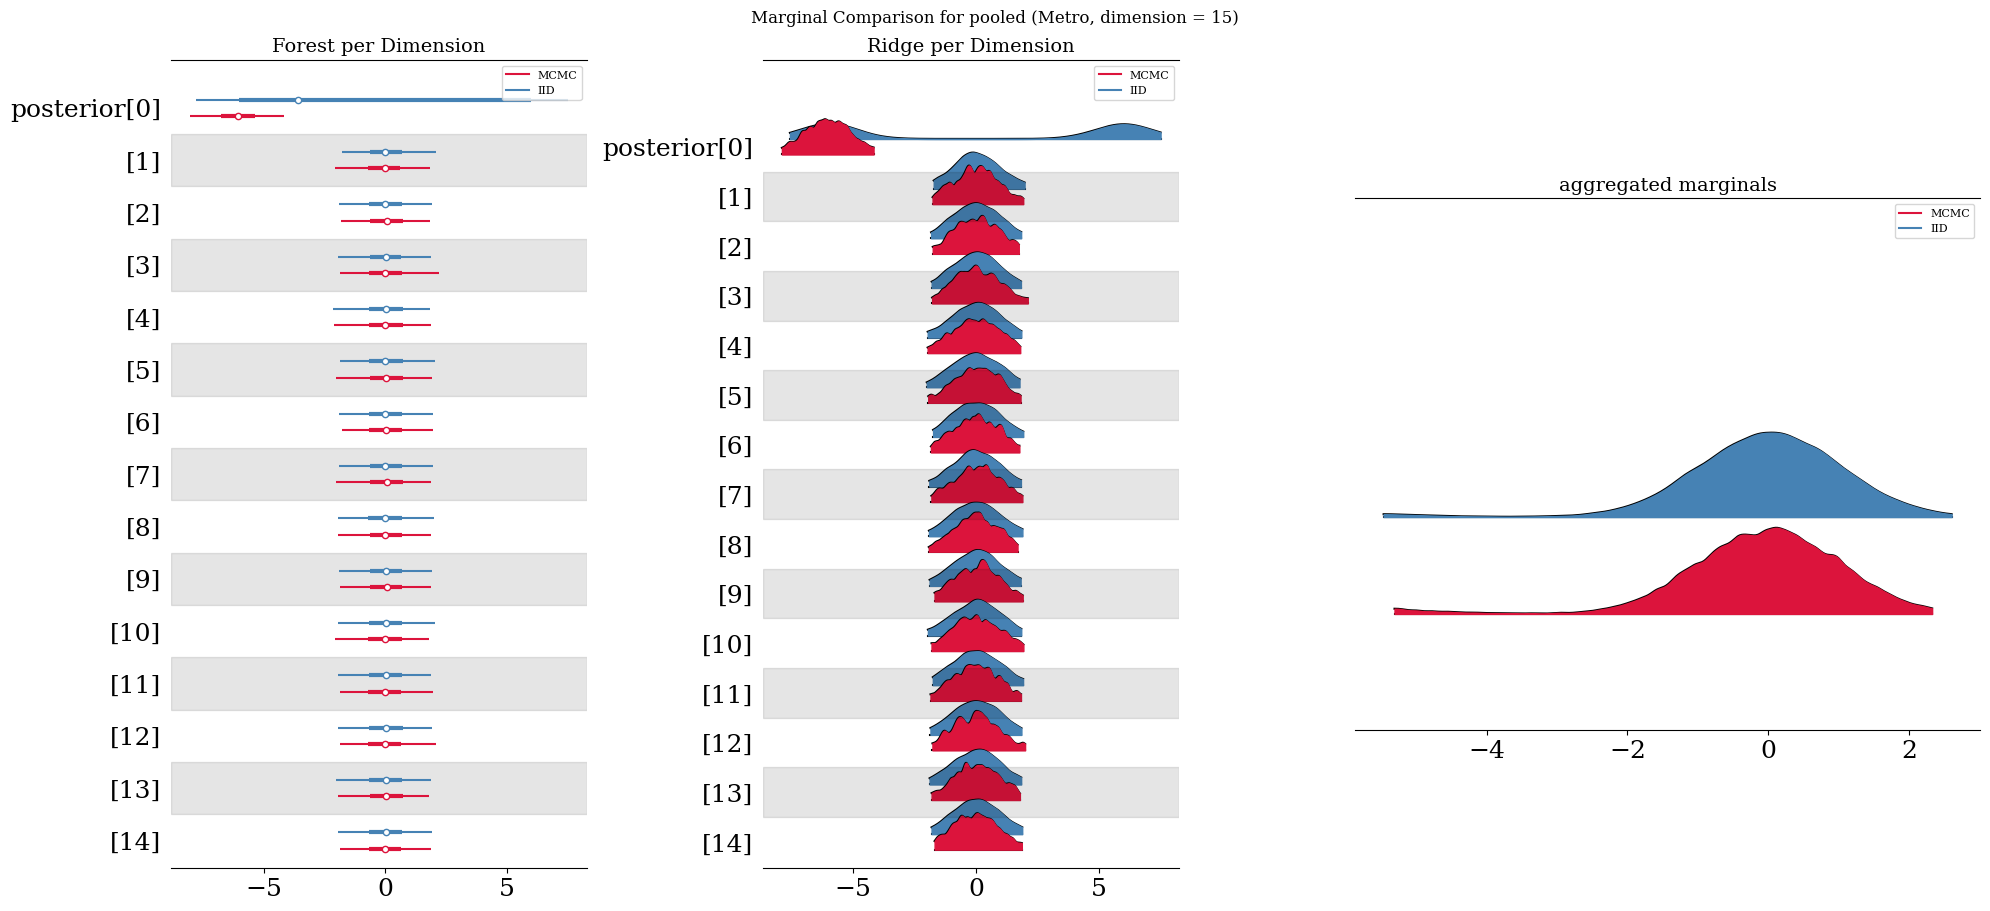 Marginal Comparison for pooled (Metro, dimension = 15)
Forest per Dimension
MCMC
IID
posterior[0]
[1]
[2]
[3]
[4]
[5]
[6]
[7]
[8]
[9]
[10]
[11]
[12]
[13]
[14]
−5 0 5
Ridge per Dimension
MCMC
IID
posterior[0]
[1]
[2]
[3]
[4]
[5]
[6]
[7]
[8]
[9]
[10]
[11]
[12]
[13]
[14]
−5 0 5
aggregated marginals
MCMC
IID
−4 −2 0 2